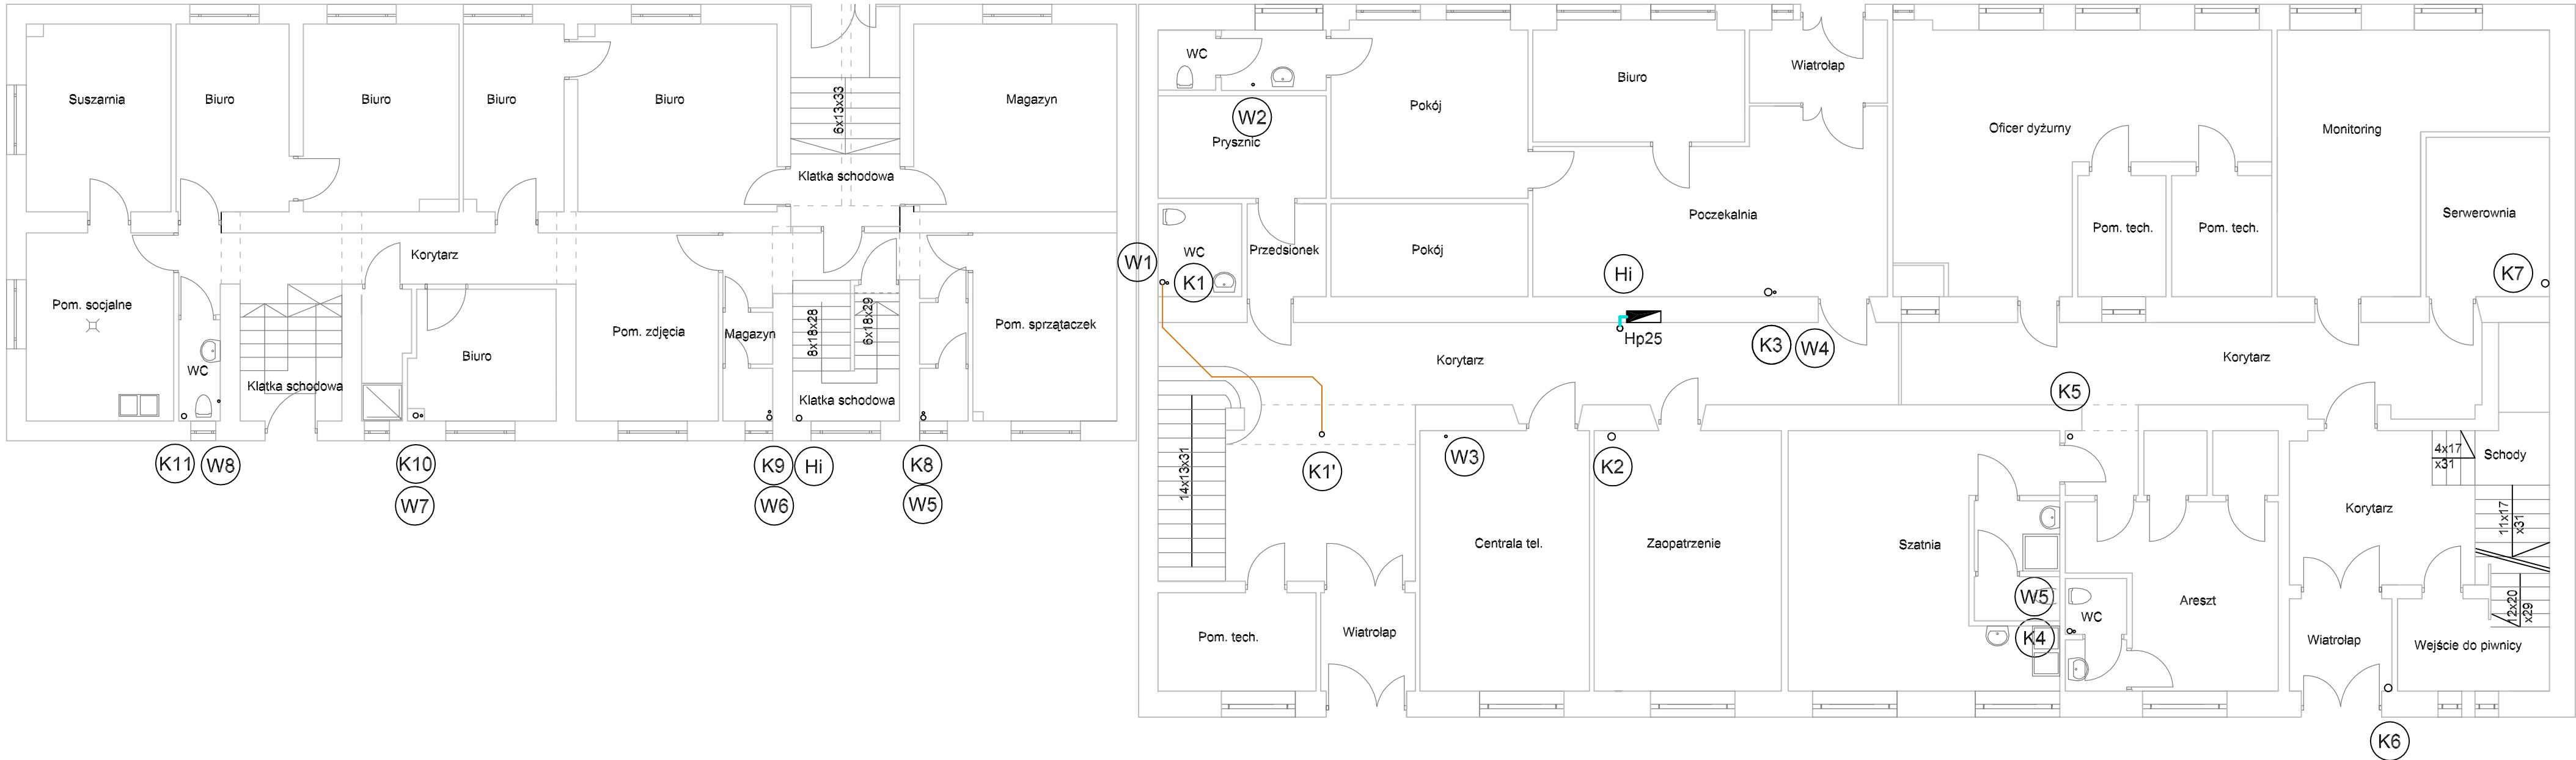 Suszarnia
Biuro
Biuro
Biuro
Biuro
6x13x33
Magazyn
Klatka schodowa
Korytarz
Pom. socjalne
WC
Klatka schodowa
Biuro
Pom. zdjęcia
Magazyn
8x18x28
6x18x29
Klatka schodowa
Pom. sprzątaczek
K11
W8
K10
W7
K9
Hi
W6
K8
W5
WC
W2
Prysznic
Pokój
Biuro
Wiatrołap
Oficer dyżurny
Monitoring
Poczekalnia
Pom. tech.
Pom. tech.
Serwerownia
W1
WC
K1
Przedsionek
Pokój
Hi
K7
Hp25
K3
W4
Korytarz
Korytarz
K5
14x13x31
K1'
W3
K2
4x17
x31
Schody
Centrala tel.
Zaopatrzenie
Szatnia
Korytarz
11x17
x31
W5
K4
WC
Areszt
12x20
x29
Pom. tech.
Wiatrołap
Wiatrołap
Wejście do piwnicy
K6